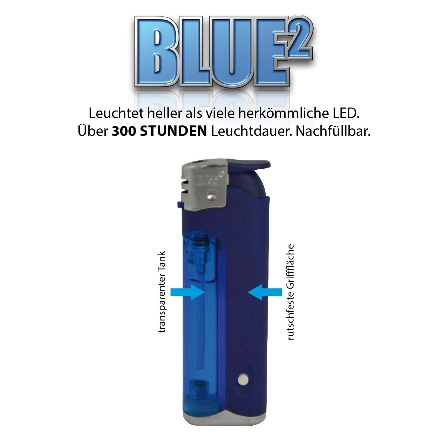 BLUE²
Leuchtet heller als viele herkömmliche LED.
Über 300 STUNDEN Leuchtdauer. Nachfüllbar.
transparenter Tank
rutschfeste Grifffläche